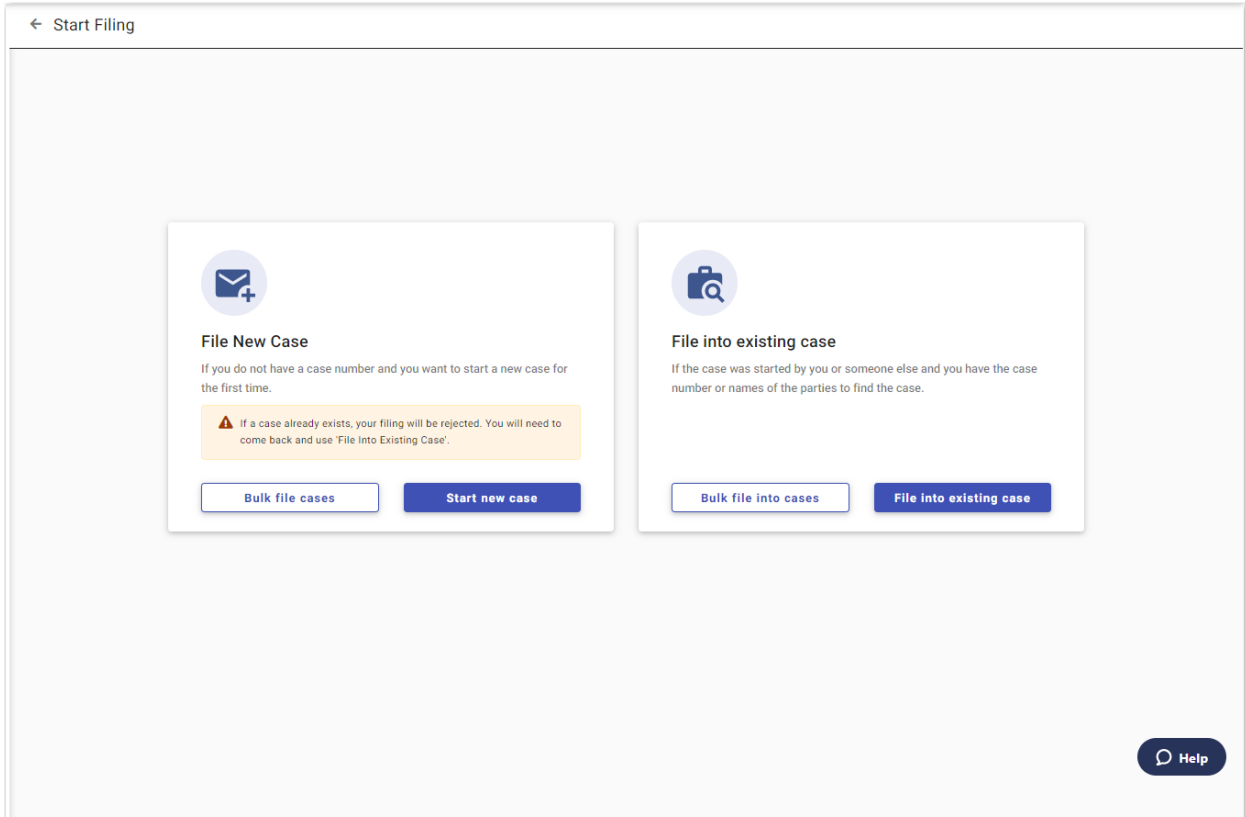 Start Filing
File New Case
If you do not have a case number and you want to start a new case for
the first time.
If a case already exists, your filing will be rejected. You will need to
come back and use 'File Into Existing Case'.
Bulk file cases
Start new case
File into existing case
If the case was started by you or someone else and you have the case
number or names of the parties to find the case.
Bulk file into cases
File into existing case
Help